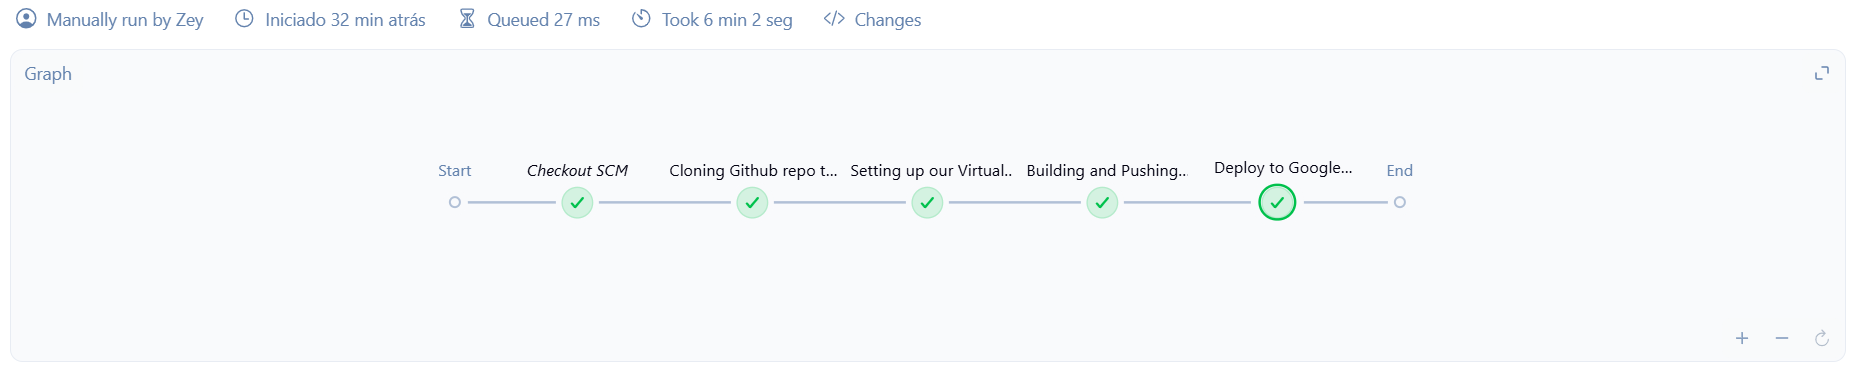 Manually run by Zey Iniciado 32 min atrás Queued 27 ms Took 6 min 2 seg Changes
Graph
Start Checkout SCM Cloning Github repo t... Setting up our Virtual.. Building and Pushing.. Deploy to Google... End